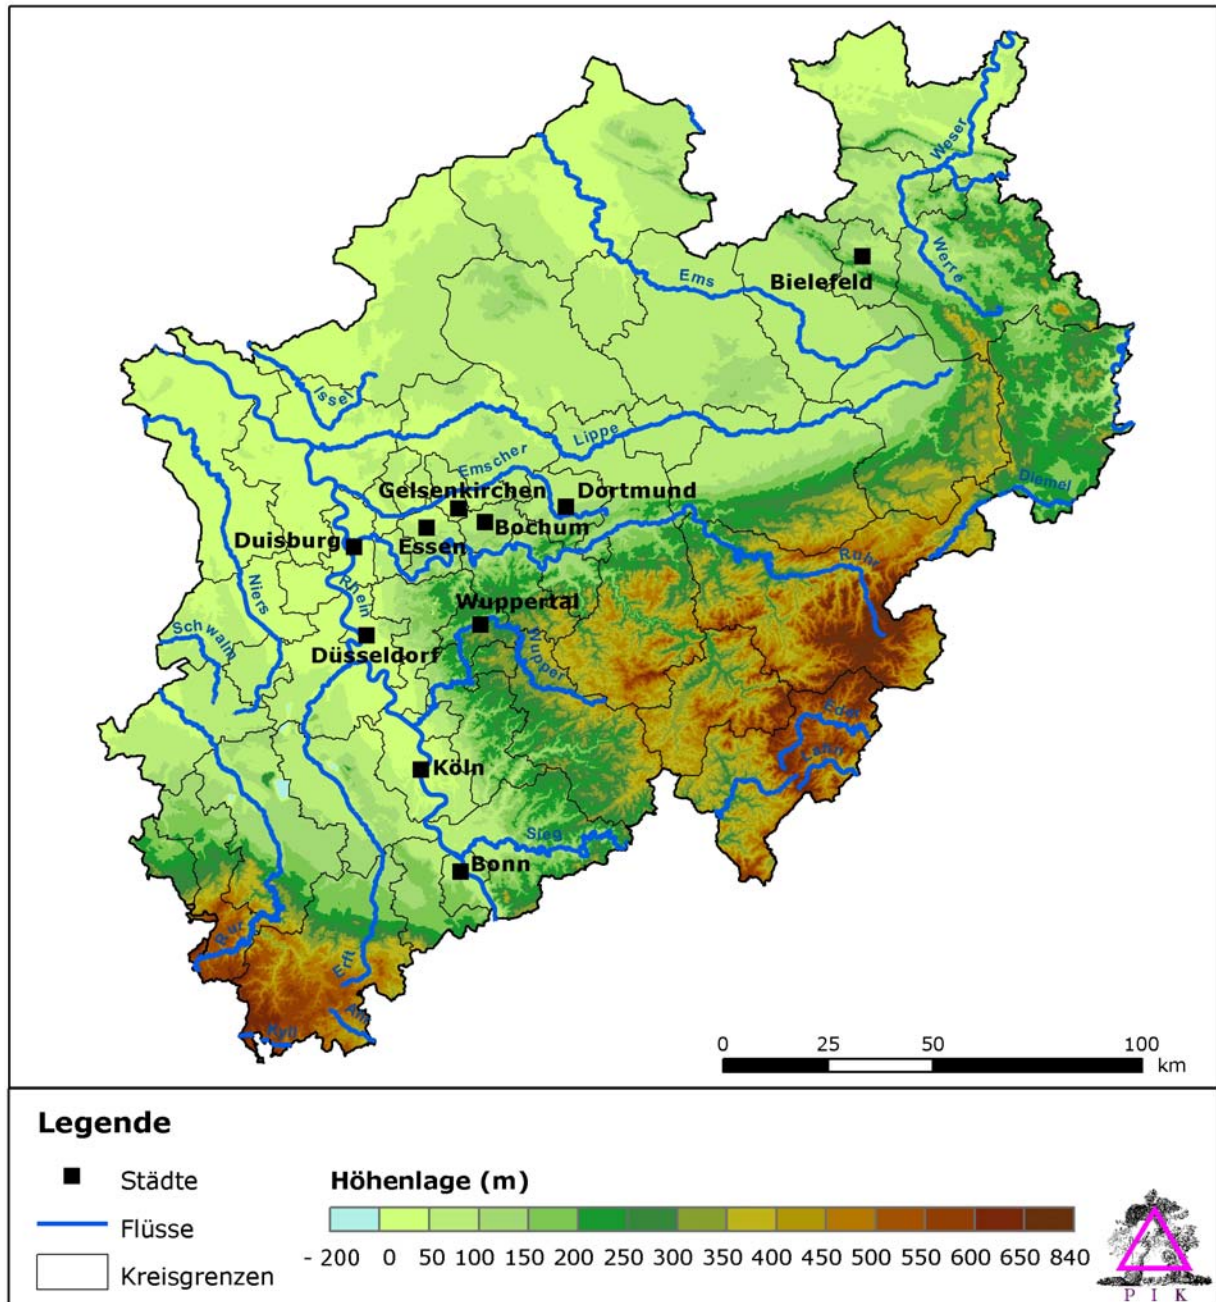 Weser
Werre
Bielefeld
Ems
Issel
Lippe
Emscher
Gelsenkirchen
Dortmund
Bochum
Essen
Duisburg
Diemel
Ruhr
Rhein
Niers
Wuppertal
Schwalm
Düsseldorf
Wupper
Eder
Lahn
Köln
Sieg
Bonn
Rur
Erft
Ahr
Kyll
0 25 50 100
km
Legende
Städte
Flüsse
Kreisgrenzen
Höhenlage (m)
- 200 0 50 100 150 200 250 300 350 400 450 500 550 600 650 840
P I K